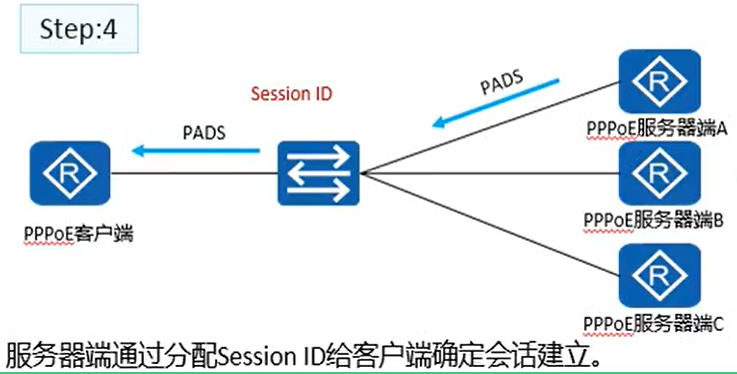 Step:4
Session ID
PADS
PADS
R
PPPoE服务器端A
R
PPPoE客户端
R
PPPoE服务器端B
R
PPPoE服务器端C
服务器端通过分配Session ID给客户端确定会话建立。